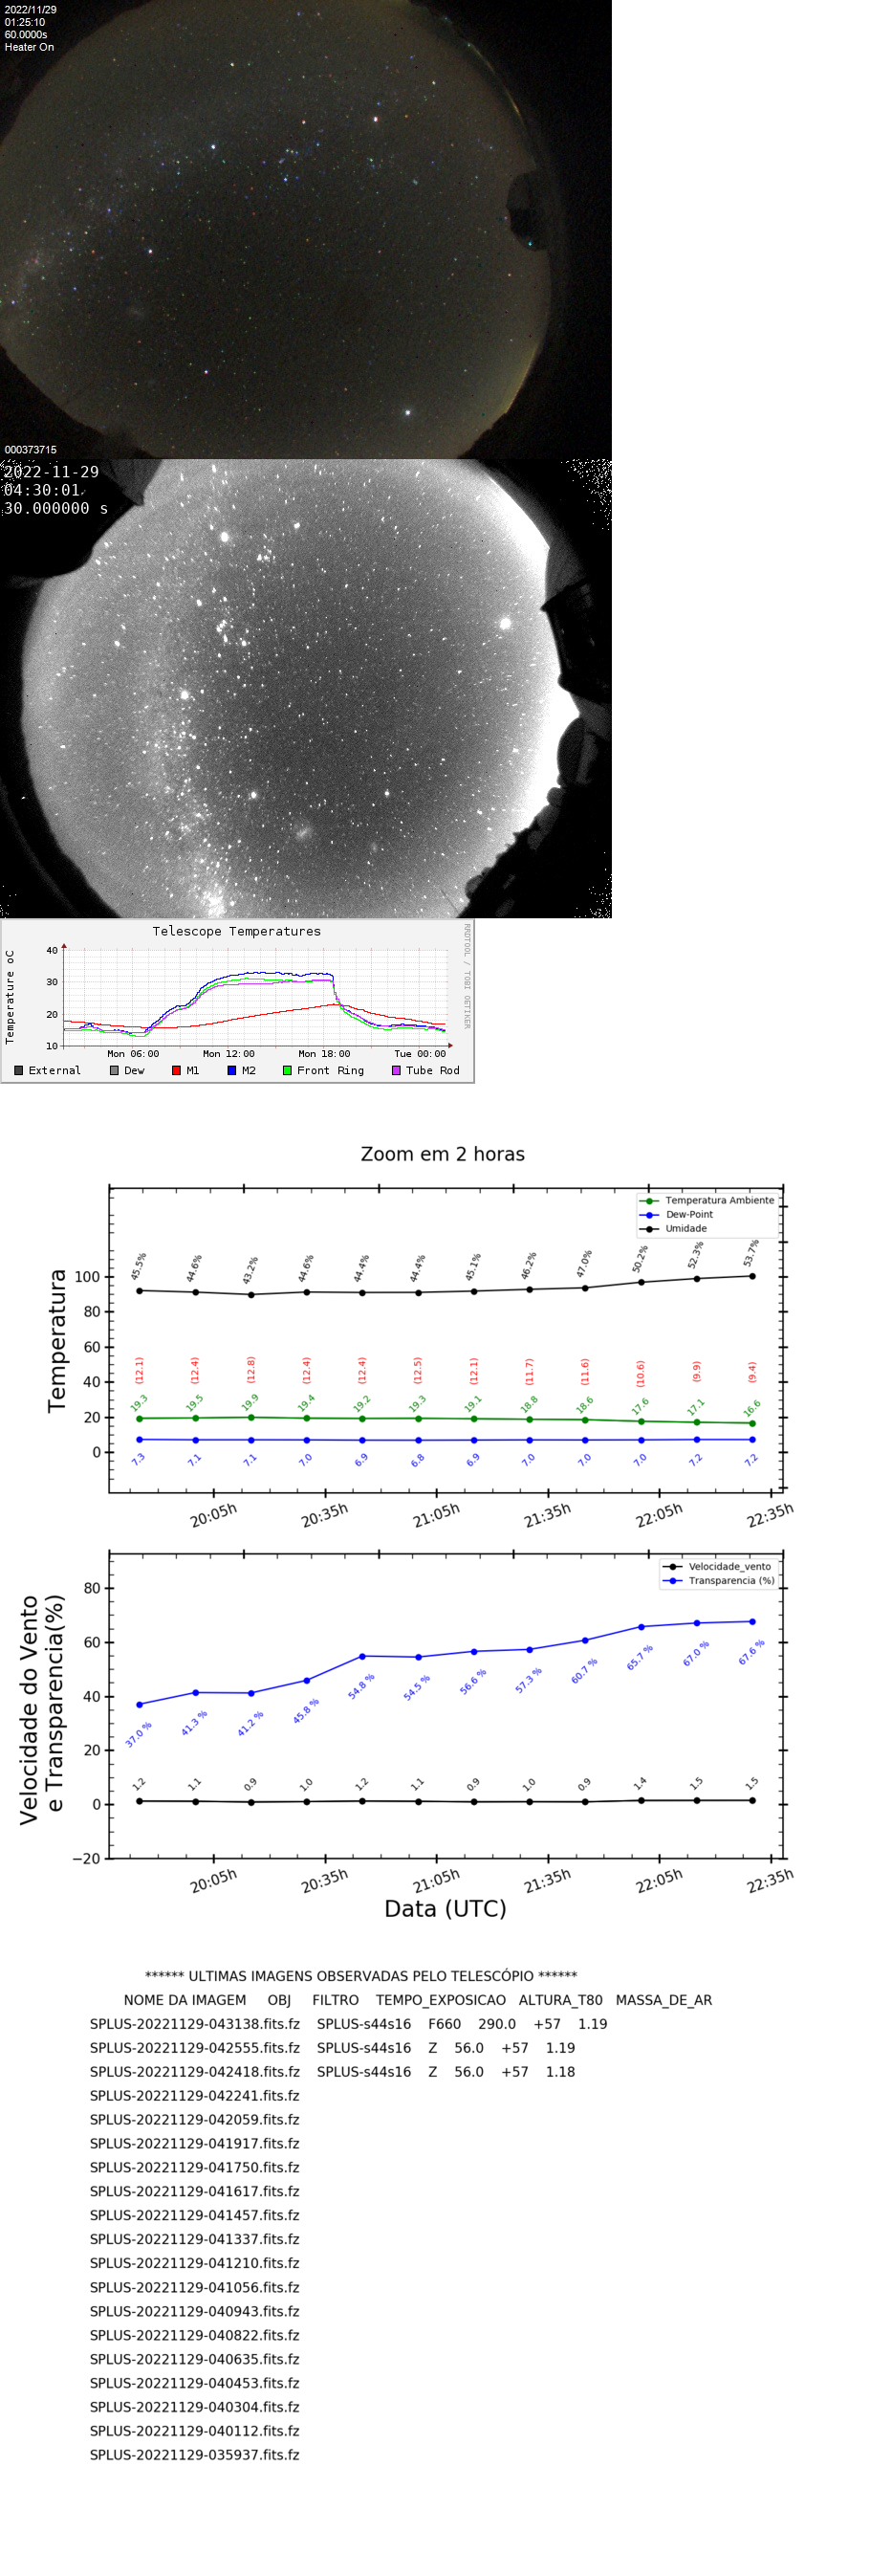 2022/11/29
01:25:10
60.0000s
Heater On
000373715
2022-11-29
04:30:01
30.000000 s
Telescope Temperatures
RRDTOOL / TOBI OETIKER
Temperature oC
40
30
20
10
Mon 06:00 Mon 12:00 Mon 18:00 Tue 00:00
External Dew M1 M2 Front Ring Tube Rod
Zoom em 2 horas
Temperatura Ambiente
Dew-Point
Umidade
Temperatura
100
80
60
40
20
0
45.5% 44.6% 43.2% 44.6% 44.4% 44.4% 45.1% 46.2% 47.0% 50.2% 52.3% 53.7%
(12.1) (12.4) (12.8) (12.4) (12.4) (12.5) (12.1) (11.7) (11.6) (10.6) (9.9) (9.4)
19.3 19.5 19.9 19.4 19.2 19.3 19.1 18.8 18.6 17.6 17.1 16.6
7.3 7.1 7.1 7.0 6.9 6.8 6.9 7.0 7.0 7.0 7.2 7.2
20:05h 20:35h 21:05h 21:35h 22:05h 22:35h
Velocidade_vento
Transparencia (%)
Velocidade do Vento
e Transparencia(%)
80
60
40
20
0
−20
37.0 % 41.3 % 41.2 % 45.8 % 54.8 % 54.5 % 56.6 % 57.3 % 60.7 % 65.7 % 67.0 % 67.6 %
1.2 1.1 0.9 1.0 1.2 1.1 0.9 1.0 0.9 1.4 1.5 1.5
20:05h 20:35h 21:05h 21:35h 22:05h 22:35h
Data (UTC)
****** ULTIMAS IMAGENS OBSERVADAS PELO TELESCÓPIO ******
NOME DA IMAGEM OBJ FILTRO TEMPO_EXPOSICAO ALTURA_T80 MASSA_DE_AR
SPLUS-20221129-043138.fits.fz SPLUS-s44s16 F660 290.0 +57 1.19
SPLUS-20221129-042555.fits.fz SPLUS-s44s16 Z 56.0 +57 1.19
SPLUS-20221129-042418.fits.fz SPLUS-s44s16 Z 56.0 +57 1.18
SPLUS-20221129-042241.fits.fz
SPLUS-20221129-042059.fits.fz
SPLUS-20221129-041917.fits.fz
SPLUS-20221129-041750.fits.fz
SPLUS-20221129-041617.fits.fz
SPLUS-20221129-041457.fits.fz
SPLUS-20221129-041337.fits.fz
SPLUS-20221129-041210.fits.fz
SPLUS-20221129-041056.fits.fz
SPLUS-20221129-040943.fits.fz
SPLUS-20221129-040822.fits.fz
SPLUS-20221129-040635.fits.fz
SPLUS-20221129-040453.fits.fz
SPLUS-20221129-040304.fits.fz
SPLUS-20221129-040112.fits.fz
SPLUS-20221129-035937.fits.fz